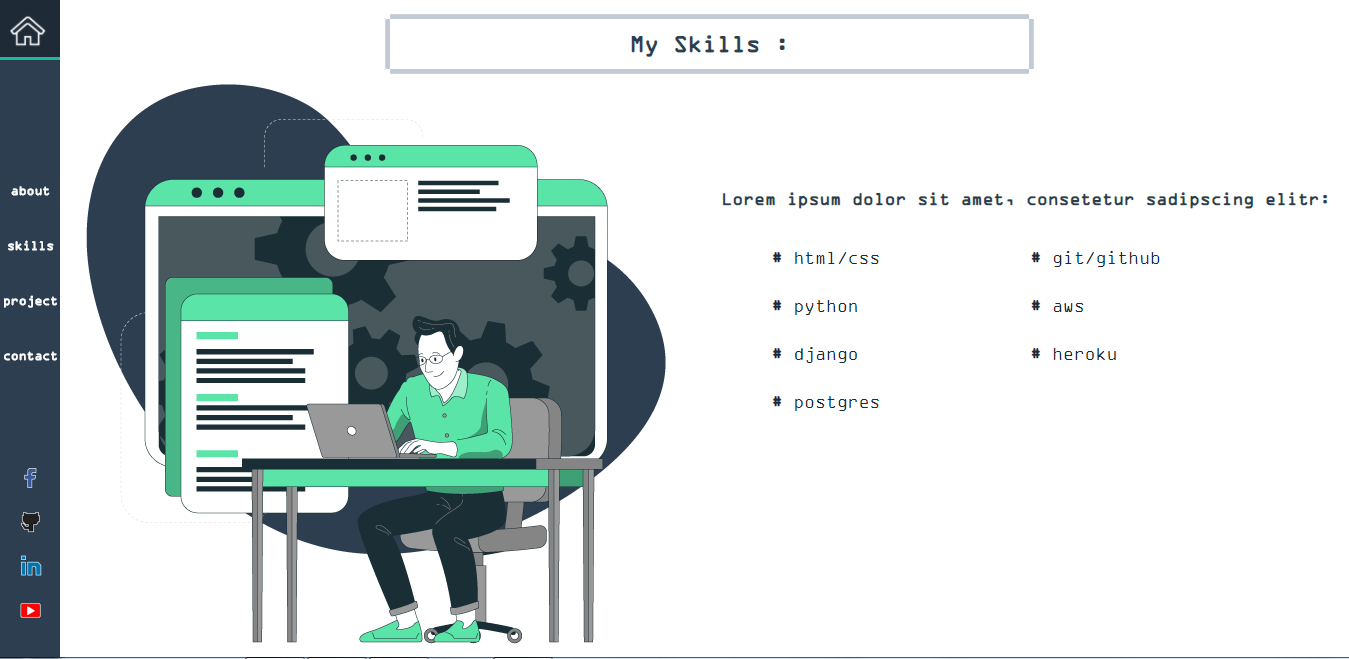 My Skills :
about
skills
project
contact
Lorem ipsum dolor sit amet, consetetur sadipscing elitr:
# html/css
# git/github
# python
# aws
# django
# heroku
# postgres
f
in